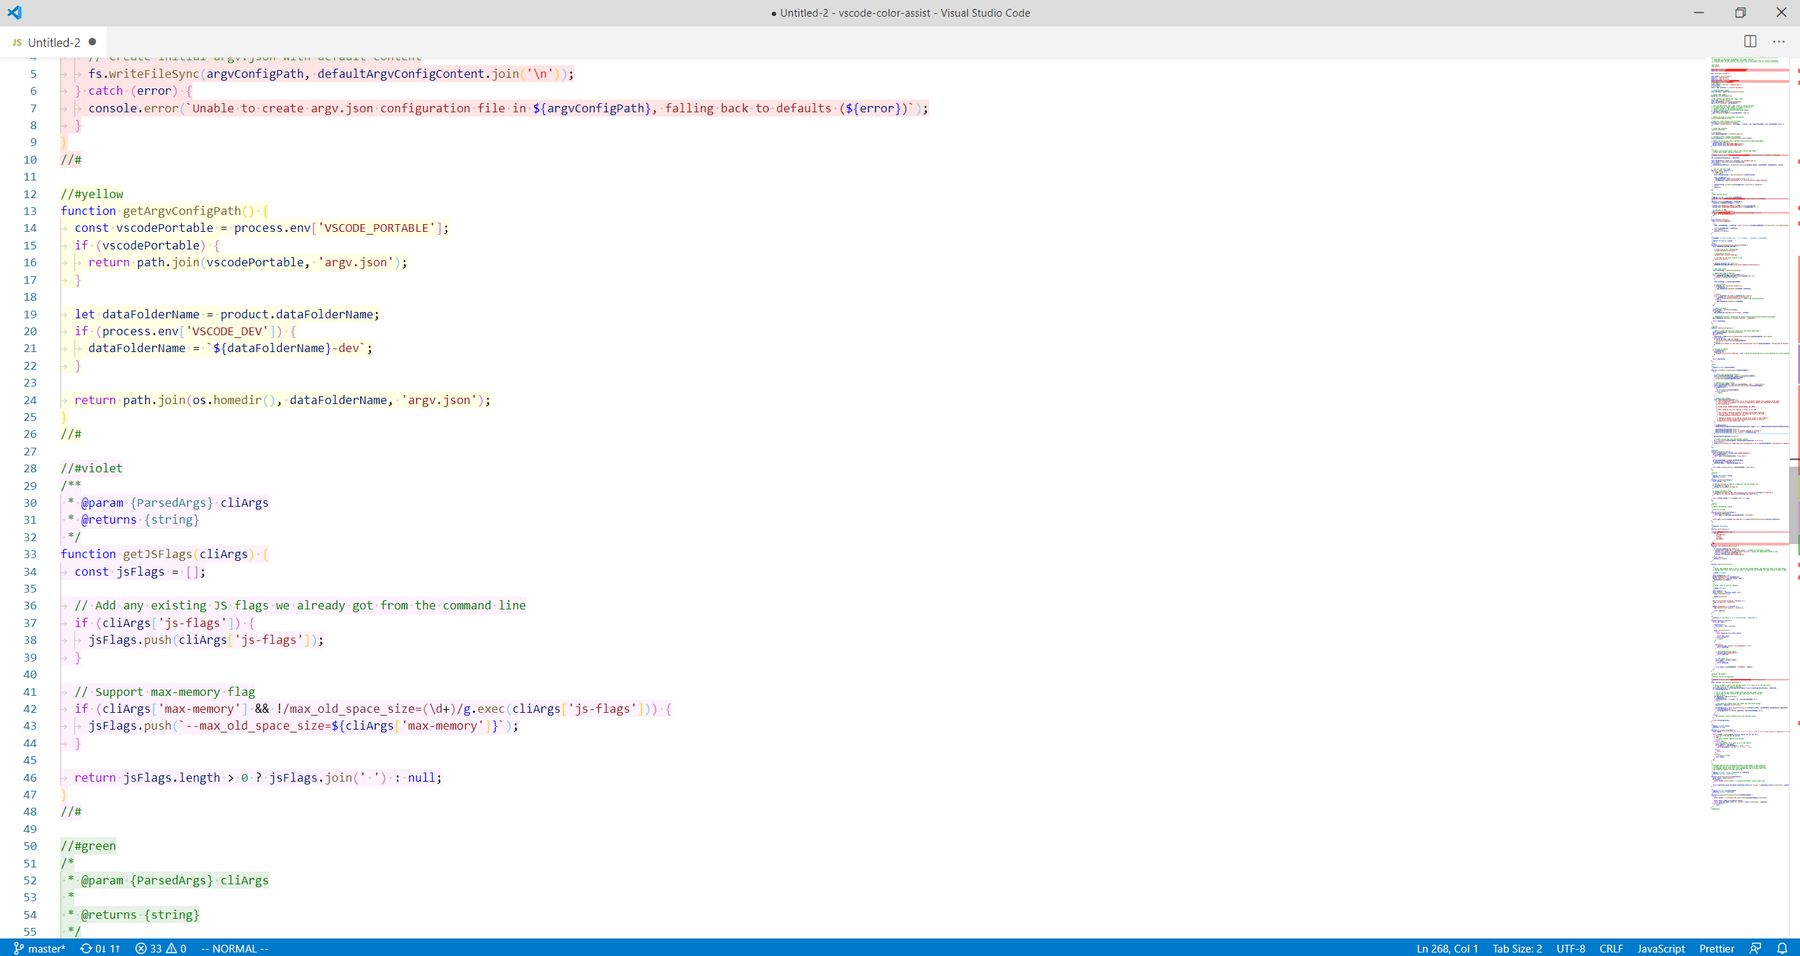 ● Untitled-2 - vscode-color-assist - Visual Studio Code
JS Untitled-2 ●
4 // Create initial argv.json with default content
5 fs.writeFileSync(argvConfigPath, defaultArgvConfigContent.join('\n'));
6 } catch (error) {
7 console.error(`Unable to create argv.json configuration file in ${argvConfigPath}, falling back to defaults (${error})`);
8 }
9 }
10 //#
11
12 //#yellow
13 function getArgvConfigPath() {
14 const vscodePortable = process.env['VSCODE_PORTABLE'];
15 if (vscodePortable) {
16 return path.join(vscodePortable, 'argv.json');
17 }
18
19 let dataFolderName = product.dataFolderName;
20 if (process.env['VSCODE_DEV']) {
21 dataFolderName = `${dataFolderName}-dev`;
22 }
23
24 return path.join(os.homedir(), dataFolderName, 'argv.json');
25 }
26 //#
27
28 //#violet
29 /**
30 * @param {ParsedArgs} cliArgs
31 * @returns {string}
32 */
33 function getJSFlags(cliArgs) {
34 const jsFlags = [];
35
36 // Add any existing JS flags we already got from the command line
37 if (cliArgs['js-flags']) {
38 jsFlags.push(cliArgs['js-flags']);
39 }
40
41 // Support max-memory flag
42 if (cliArgs['max-memory'] && !/max_old_space_size=(\d+)/g.exec(cliArgs['js-flags'])) {
43 jsFlags.push(`--max_old_space_size=${cliArgs['max-memory']}`);
44 }
45
46 return jsFlags.length > 0 ? jsFlags.join(' ') : null;
47 }
48 //#
49
50 //#green
51 /*
52 * @param {ParsedArgs} cliArgs
53 *
54 * @returns {string}
55 */
master* 0↓ 1↑ 33 0 -- NORMAL -- Ln 268, Col 1 Tab Size: 2 UTF-8 CRLF JavaScript Prettier